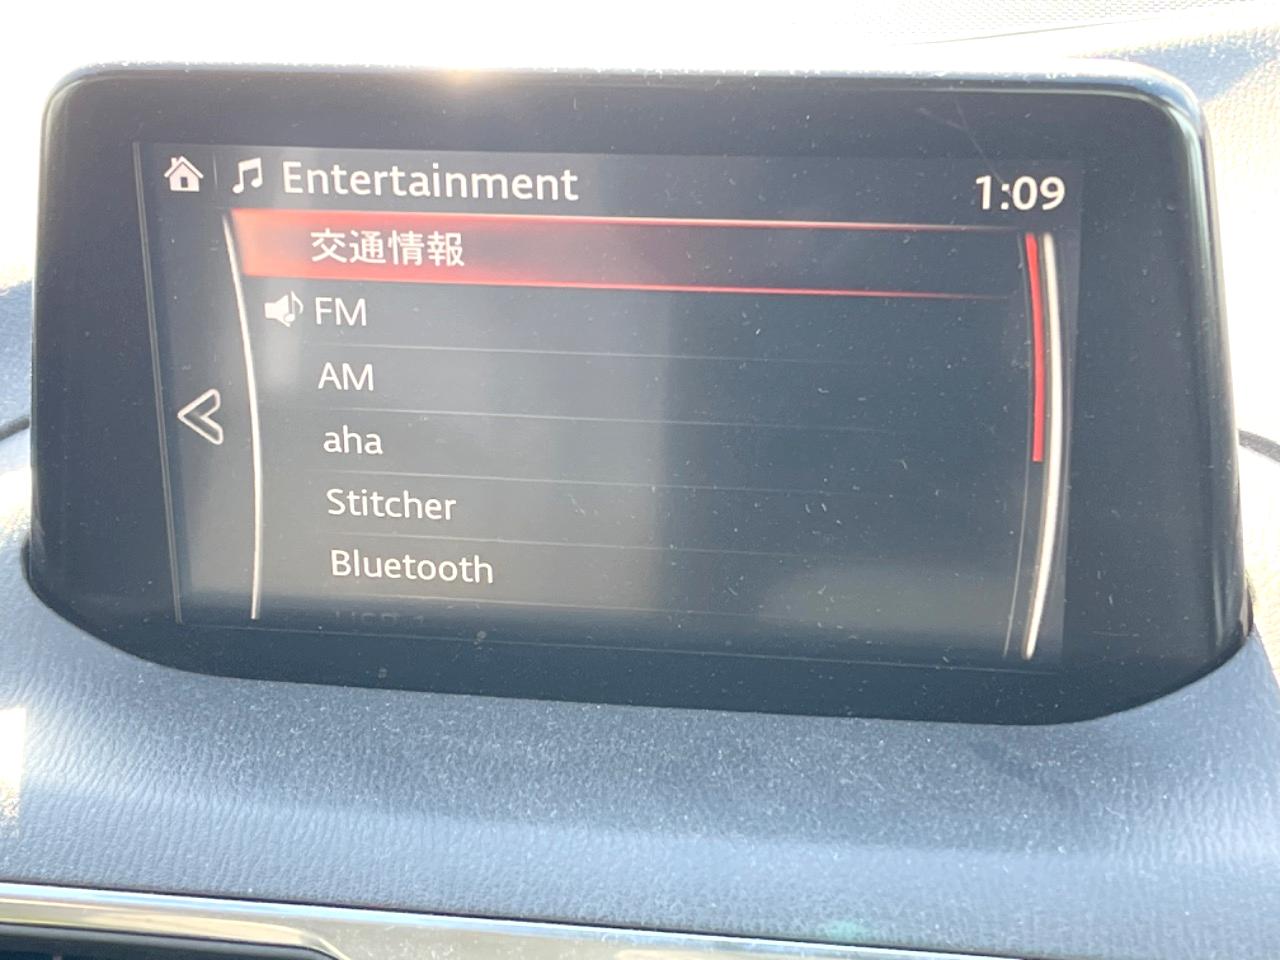 Entertainment
1:09
交通情報
FM
AM
aha
Stitcher
Bluetooth